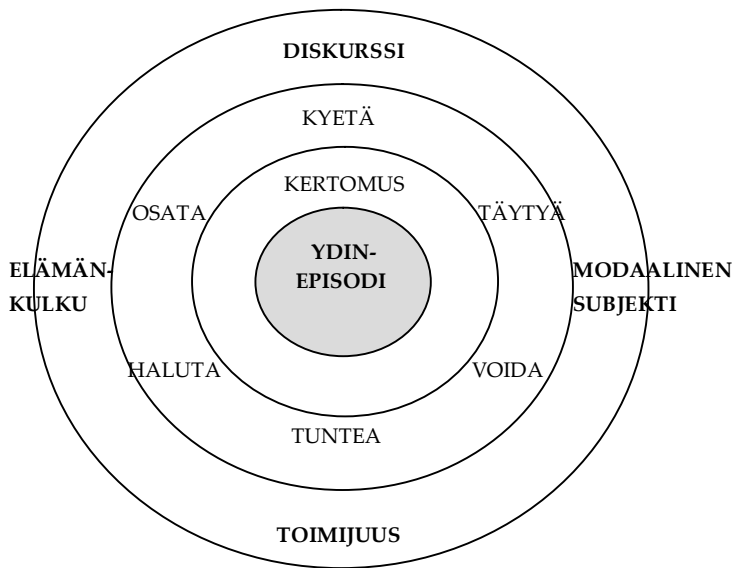 DISKURSSI
KYETÄ
KERTOMUS
OSATA
TÄYTYÄ
YDIN-
EPISODI
ELÄMÄN-
KULKU
MODAALINEN
SUBJEKTI
HALUTA
VOIDA
TUNTEA
TOIMIJUUS